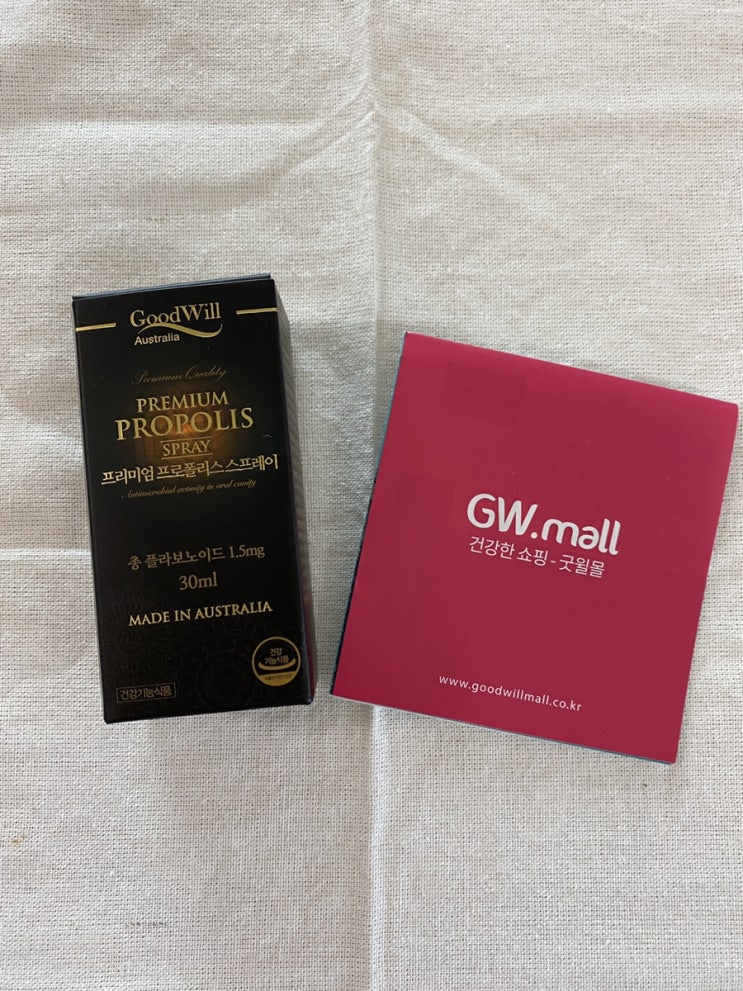 GoodWill
Australia
Premium Quality
PREMIUM
PROPOLIS
SPRAY
프리미엄 프로폴리스 스프레이
Antimicrobial activity in oral cavity
총 플라보노이드 1.5mg
30ml
MADE IN AUSTRALIA
건강
기능식품
건강기능식품
GW.mall
건강한 쇼핑 - 굿윌몰
www.goodwillmall.co.kr